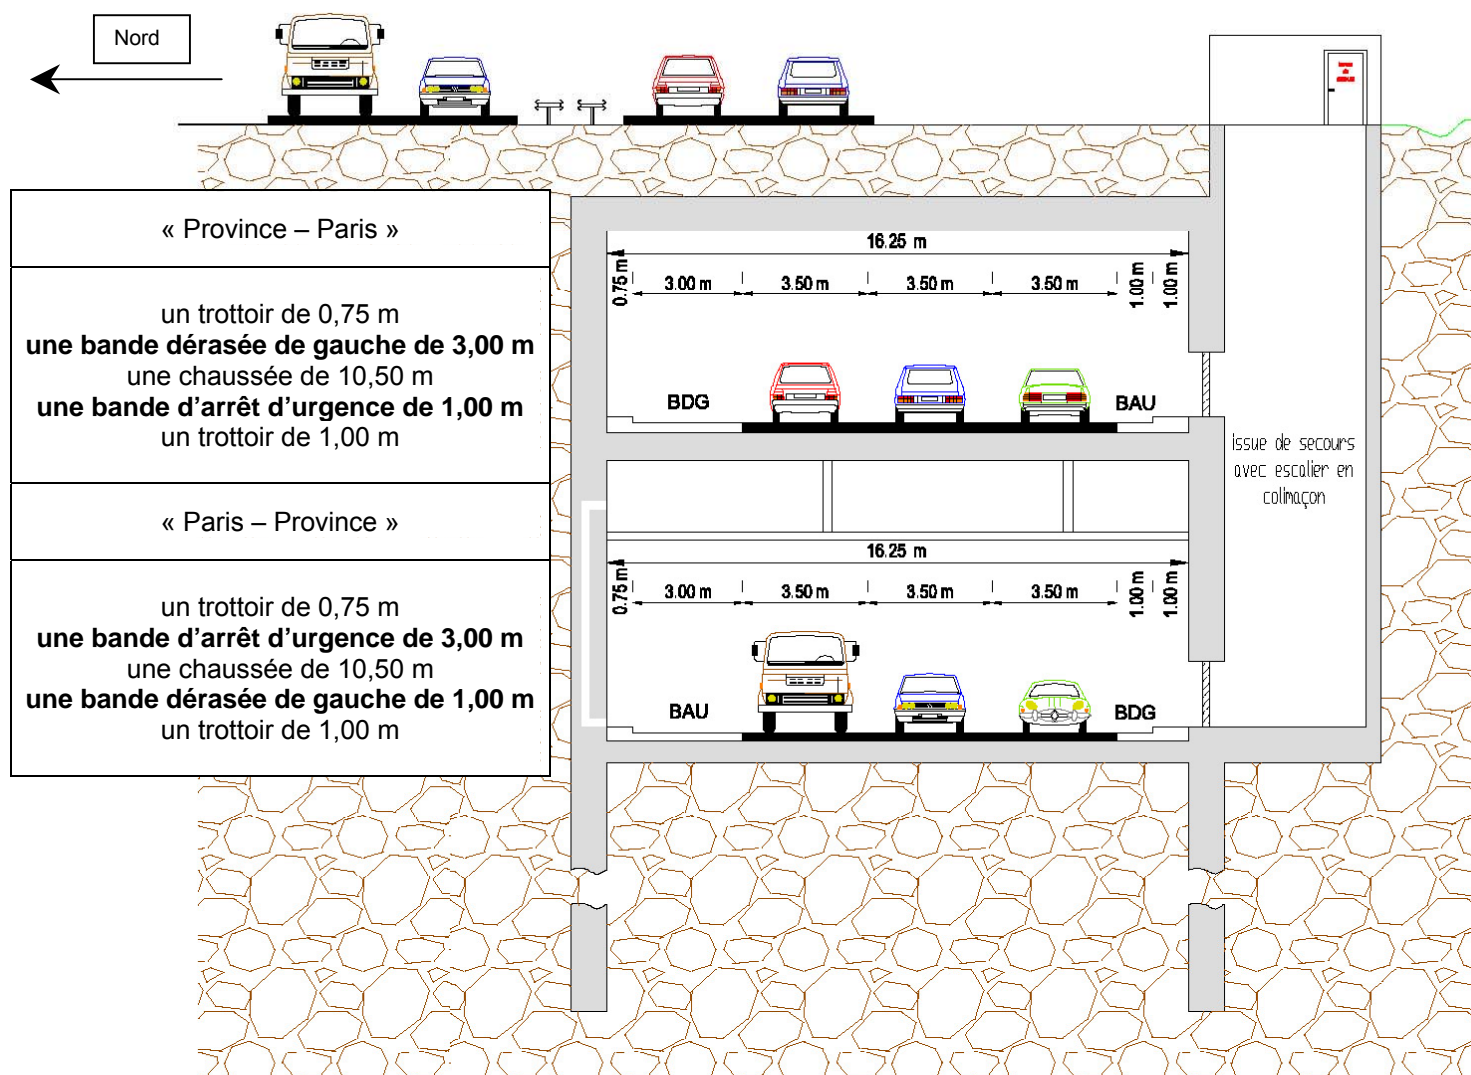 Nord
« Province – Paris »
un trottoir de 0,75 m
une bande dérasée de gauche de 3,00 m
une chaussée de 10,50 m
une bande d'arrêt d'urgence de 1,00 m
un trottoir de 1,00 m
« Paris – Province »
un trottoir de 0,75 m
une bande d'arrêt d'urgence de 3,00 m
une chaussée de 10,50 m
une bande dérasée de gauche de 1,00 m
un trottoir de 1,00 m
16.25 m
0.75 m
3.00 m
3.50 m
3.50 m
3.50 m
1.00 m
1.00 m
BDG
BAU
issue de secours
avec escalier en
colimaçon
16.25 m
0.75 m
3.00 m
3.50 m
3.50 m
3.50 m
1.00 m
1.00 m
BAU
BDG